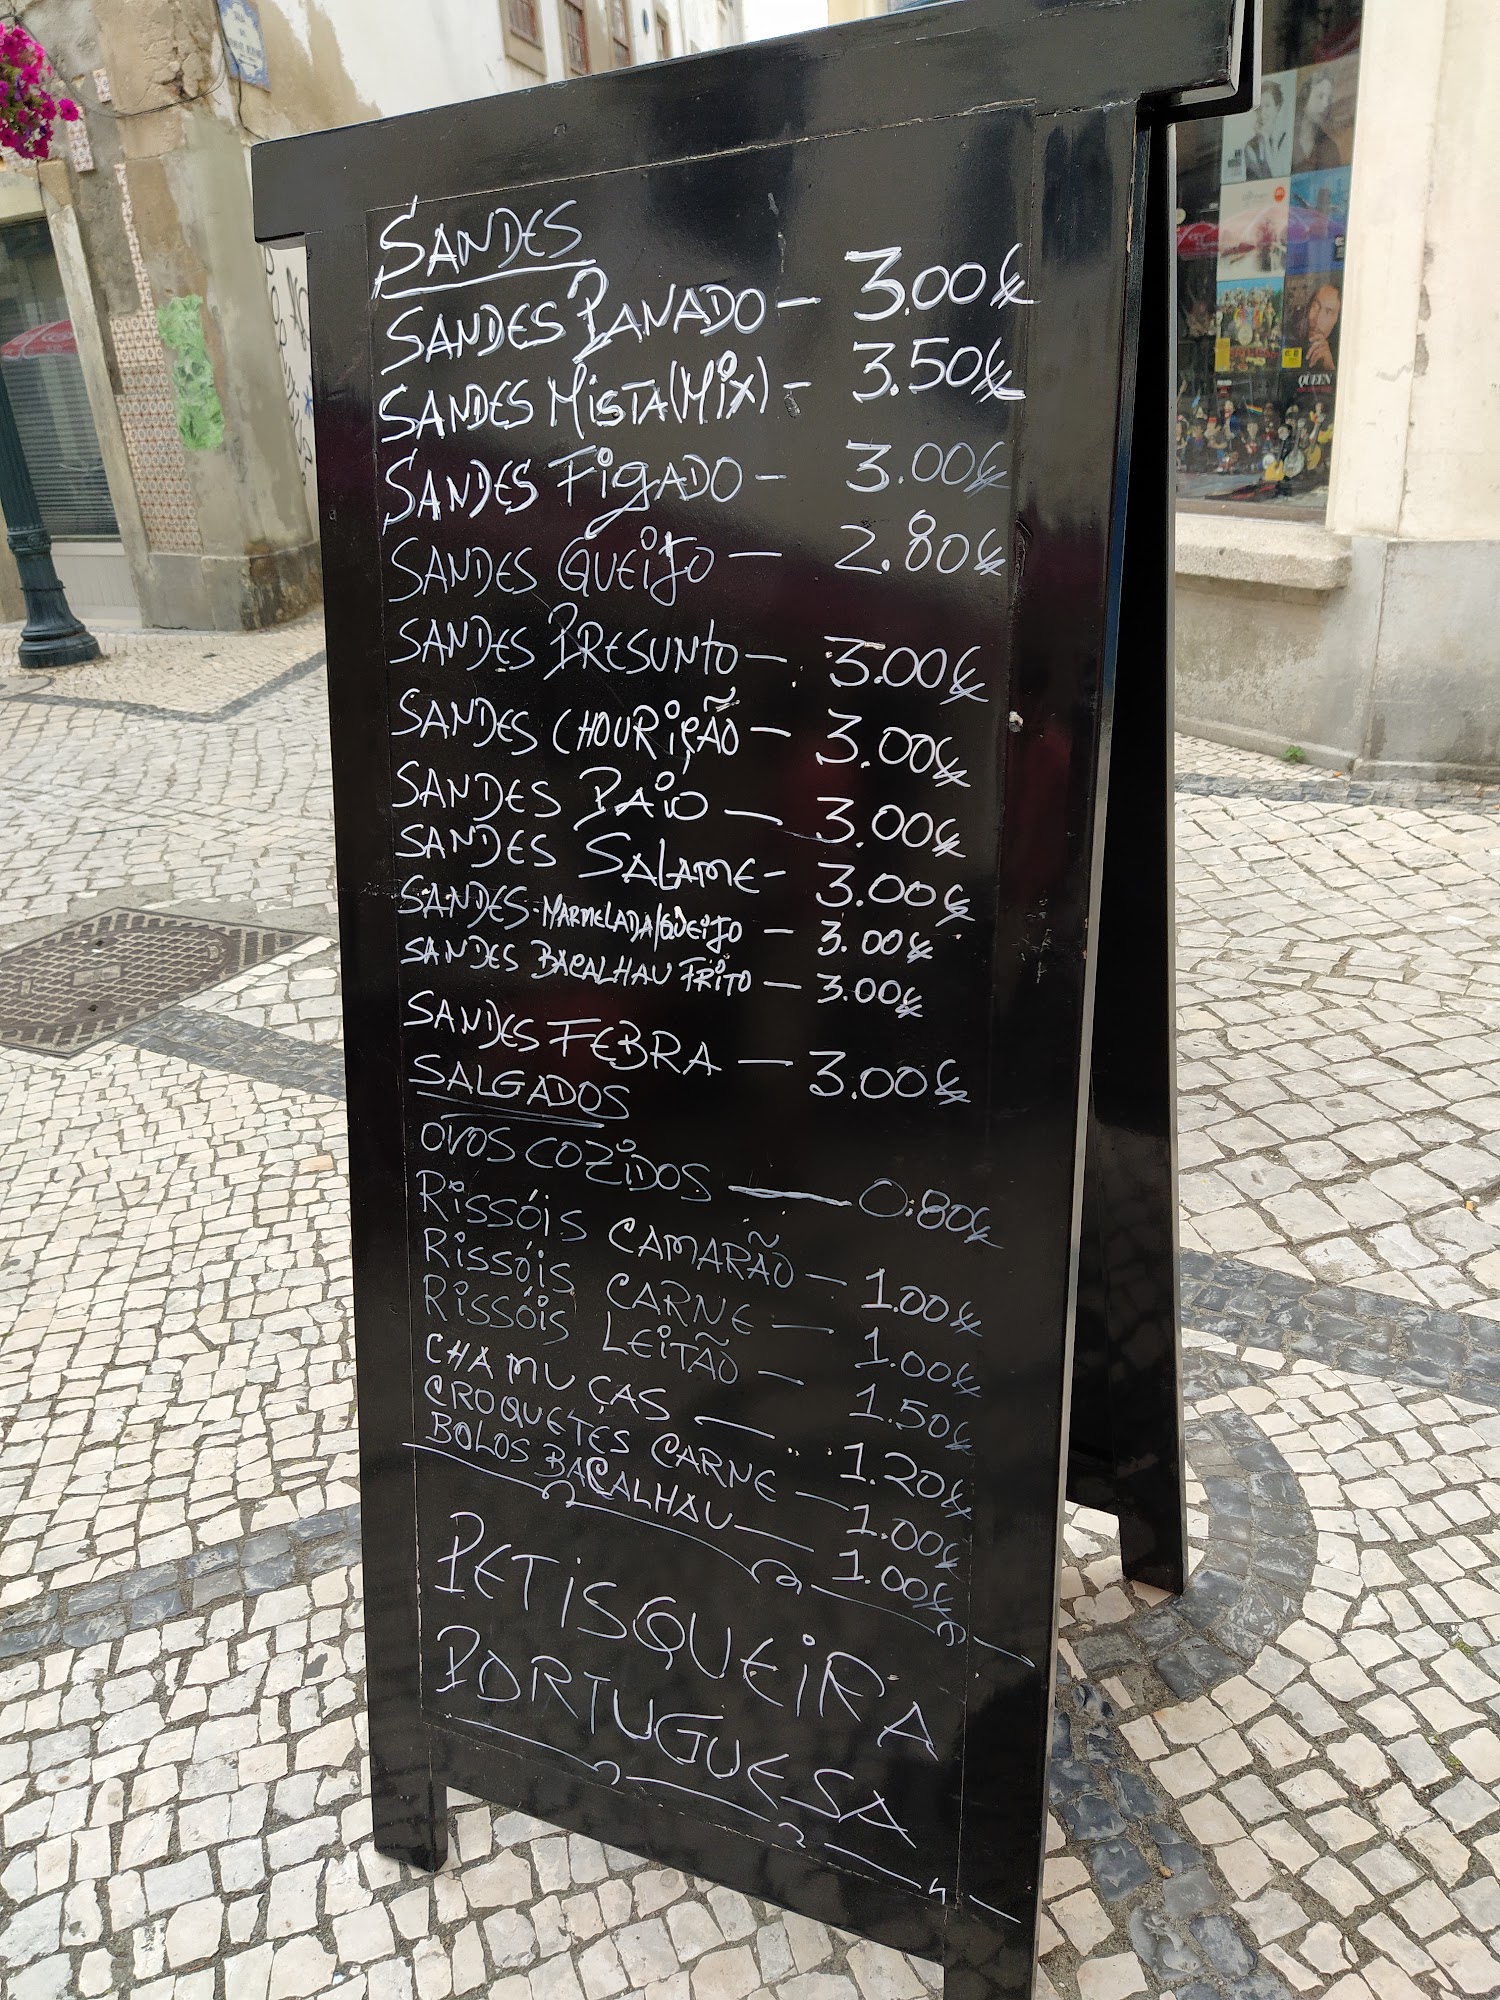 SANDES
SANDES PANADO - 3.00€
SANDES MISTA (MIX) - 3.50€
SANDES FIGADO - 3.00€
SANDES QUEIJO - 2.80€
SANDES PRESUNTO - 3.00€
SANDES CHOURIÇÃO - 3.00€
SANDES PAIO - 3.00€
SANDES SALAME - 3.00€
SANDES MARMELADA/QUEIJO - 3.00€
SANDES BACALHAU FRITO - 3.00€
SANDES FEBRA - 3.00€
SALGADOS
OVOS COZIDOS - 0.80€
RISSÓIS CAMARÃO - 1.00€
RISSÓIS CARNE - 1.00€
RISSÓIS LEITÃO - 1.50€
CHAMUÇAS - 1.20€
CROQUETES CARNE - 1.00€
BOLOS BACALHAU - 1.00€
PETISQUEIRA
PORTUGUESA
QUEEN